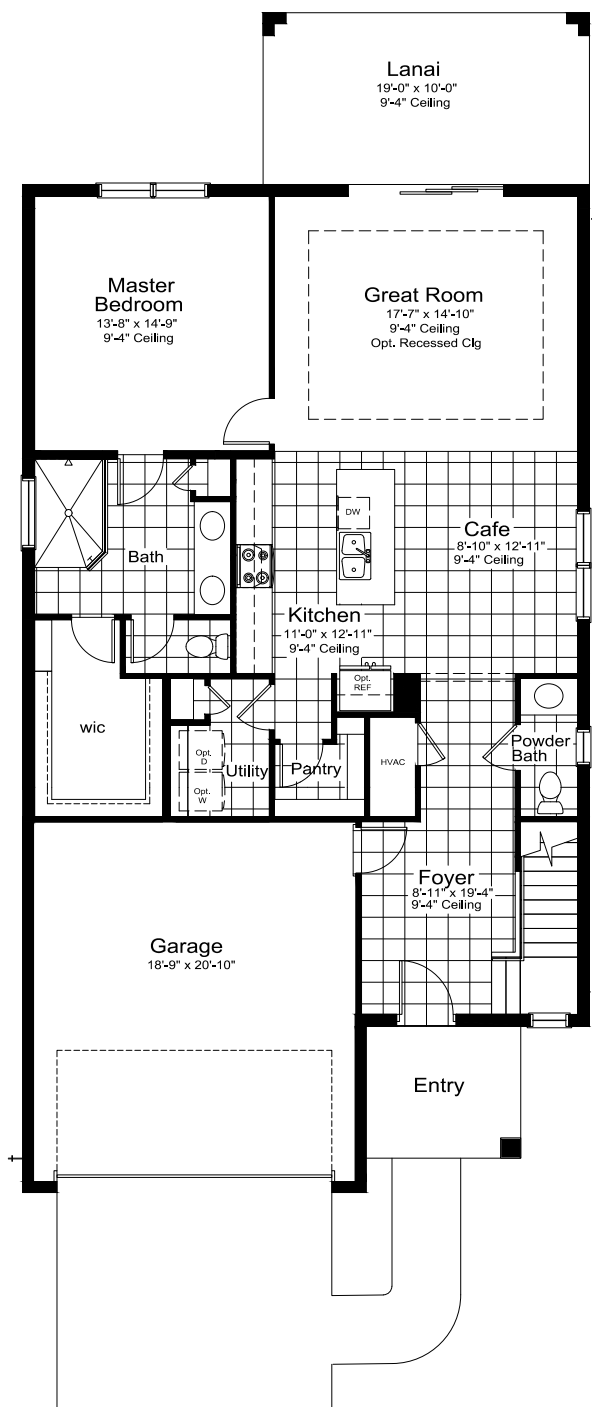 Lanai
19'-0" x 10'-0"
9'-4" Ceiling
Master
Bedroom
13'-8" x 14'-9"
9'-4" Ceiling
Great Room
17'-7" x 14'-10"
9'-4" Ceiling
Opt. Recessed Clg
DW
Cafe
8'-10" x 12'-11"
9'-4" Ceiling
Bath
Kitchen
11'-0" x 12'-11"
9'-4" Ceiling
Opt.
REF
wic
Opt.
D
Opt.
W
Utility
Pantry
HVAC
Powder
Bath
Foyer
8'-11" x 19'-4"
9'-4" Ceiling
Garage
18'-9" x 20'-10"
Entry